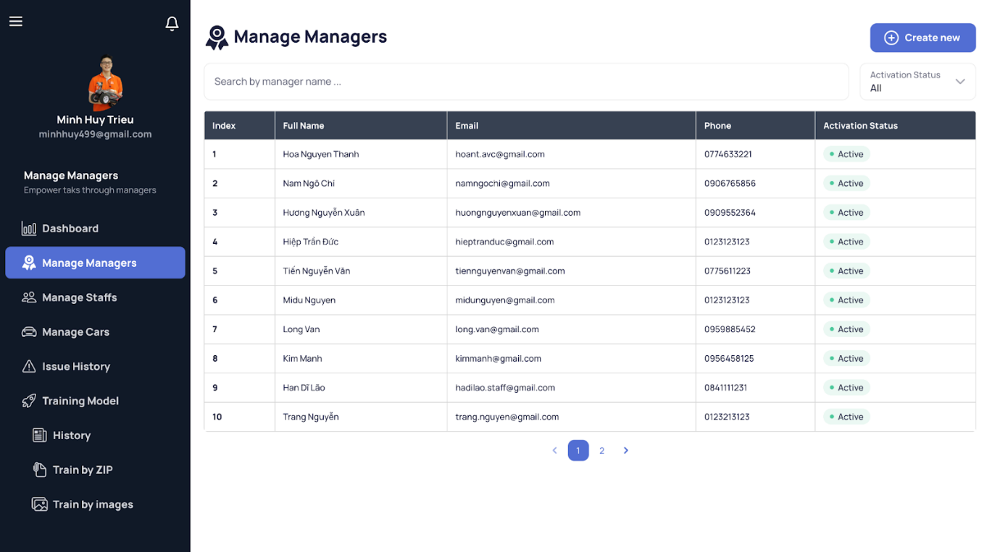 Minh Huy Trieu
minhhuy499@gmail.com
Manage Managers
Empower taks through managers
Dashboard
Manage Managers
Manage Staffs
Manage Cars
Issue History
Training Model
History
Train by ZIP
Train by images
Manage Managers
Create new
Search by manager name ...
Activation Status
All
Index Full Name Email Phone Activation Status
1 Hoa Nguyen Thanh hoant.avc@gmail.com 0774633221 Active
2 Nam Ngô Chí namngochi@gmail.com 0906765856 Active
3 Hương Nguyễn Xuân huongnguyenxuan@gmail.com 0909552364 Active
4 Hiệp Trần Đức hieptranduc@gmail.com 0123123123 Active
5 Tiến Nguyễn Văn tiennguyenvan@gmail.com 0775611223 Active
6 Midu Nguyen midunguyen@gmail.com 0123123123 Active
7 Long Van long.van@gmail.com 0959885452 Active
8 Kim Manh kimmanh@gmail.com 0956458125 Active
9 Han Dĩ Lão hadilao.staff@gmail.com 0841111231 Active
10 Trang Nguyễn trang.nguyen@gmail.com 0123213123 Active
1 2